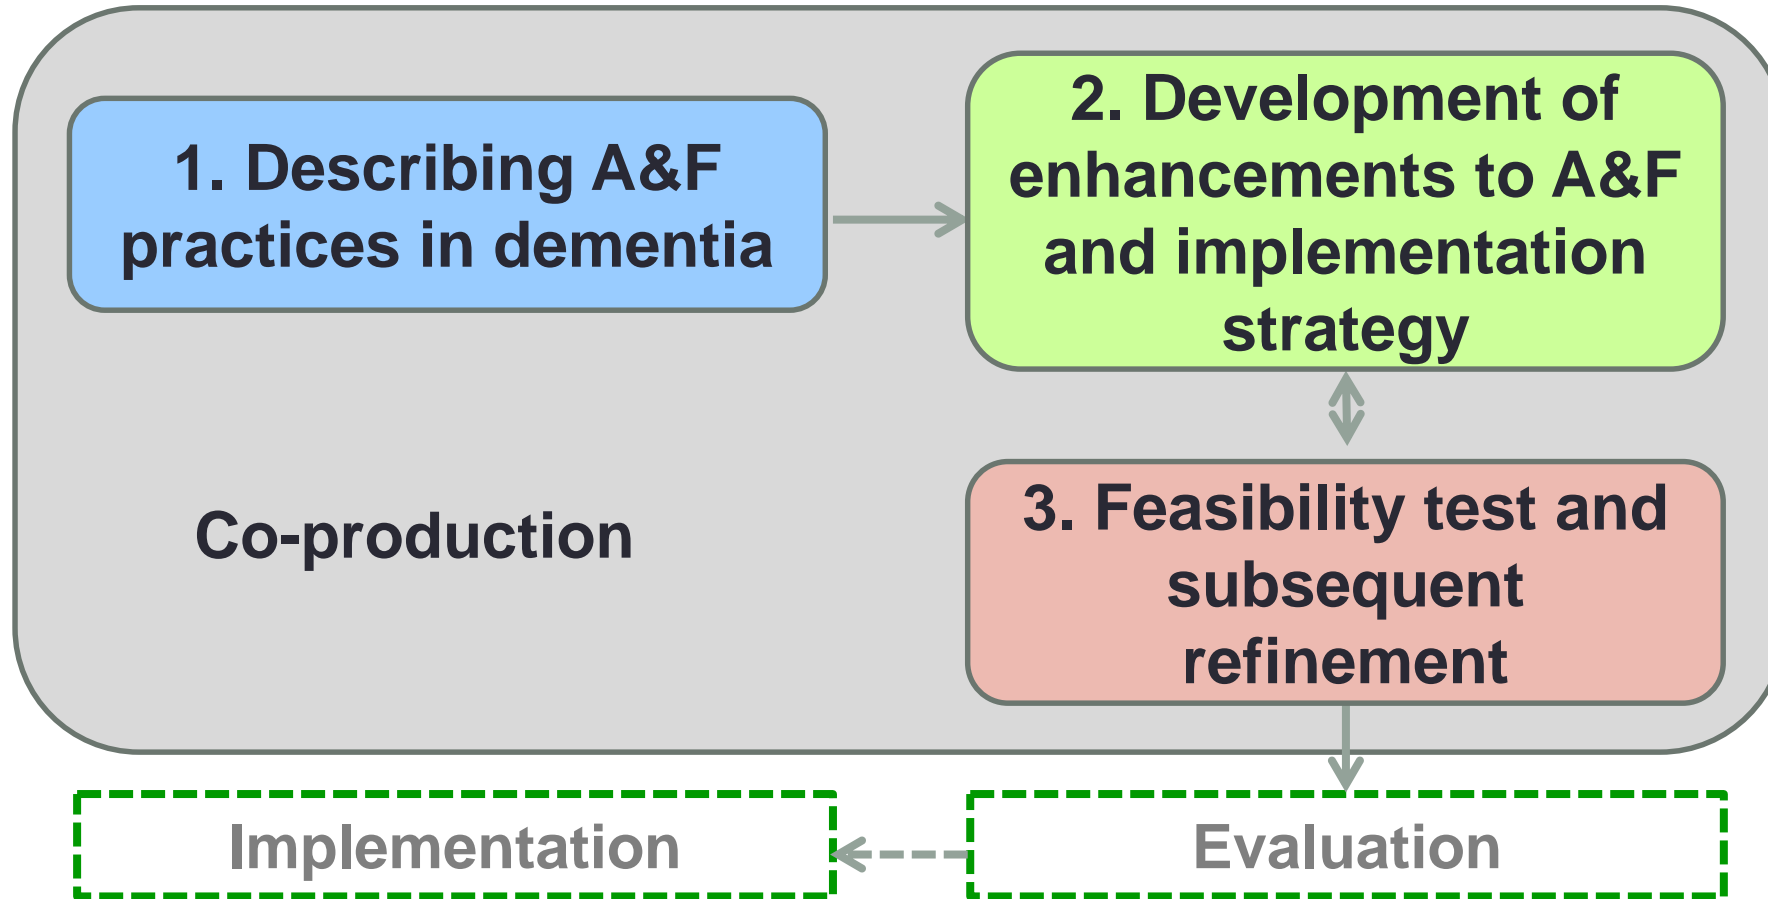 1. Describing A&F
practices in dementia
2. Development of
enhancements to A&F
and implementation
strategy
Co-production
3. Feasibility test and
subsequent
refinement
Implementation
Evaluation